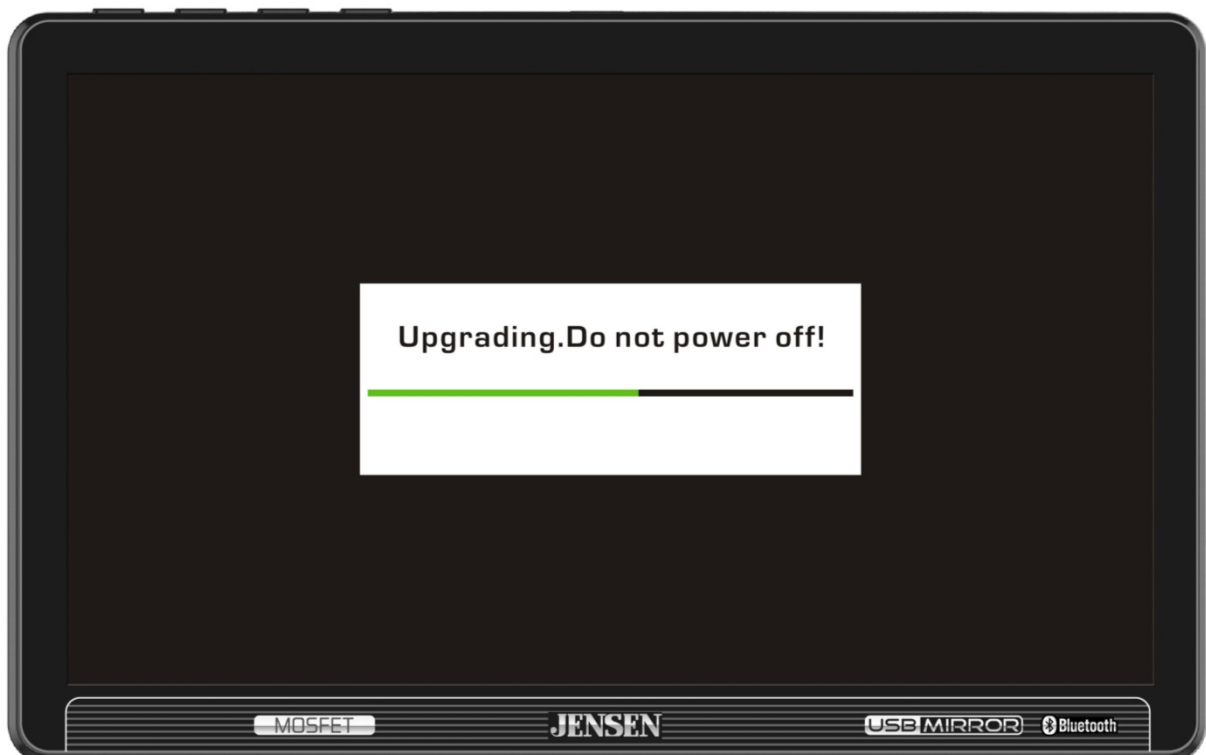 Upgrading.Do not power off!
MOSFET
JENSEN
USB MIRROR
Bluetooth